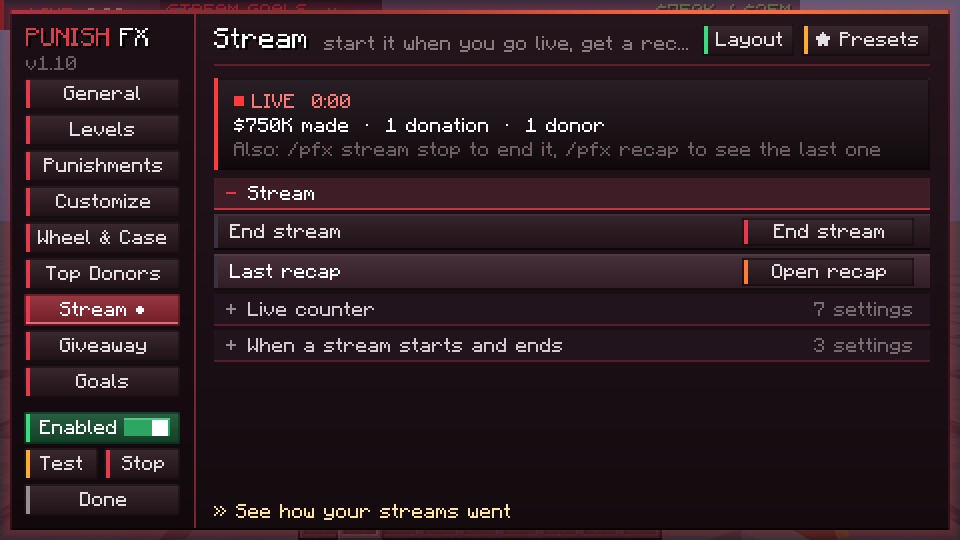 PUNISH FX
v1.10
General
Levels
Punishments
Customize
Wheel & Case
Top Donors
Stream •
Giveaway
Goals
Enabled
Test
Stop
Done
Stream start it when you go live, get a rec...
Layout
Presets
LIVE 0:00
$750K made · 1 donation · 1 donor
Also: /pfx stream stop to end it, /pfx recap to see the last one
- Stream
End stream
End stream
Last recap
Open recap
+ Live counter
7 settings
+ When a stream starts and ends
3 settings
» See how your streams went